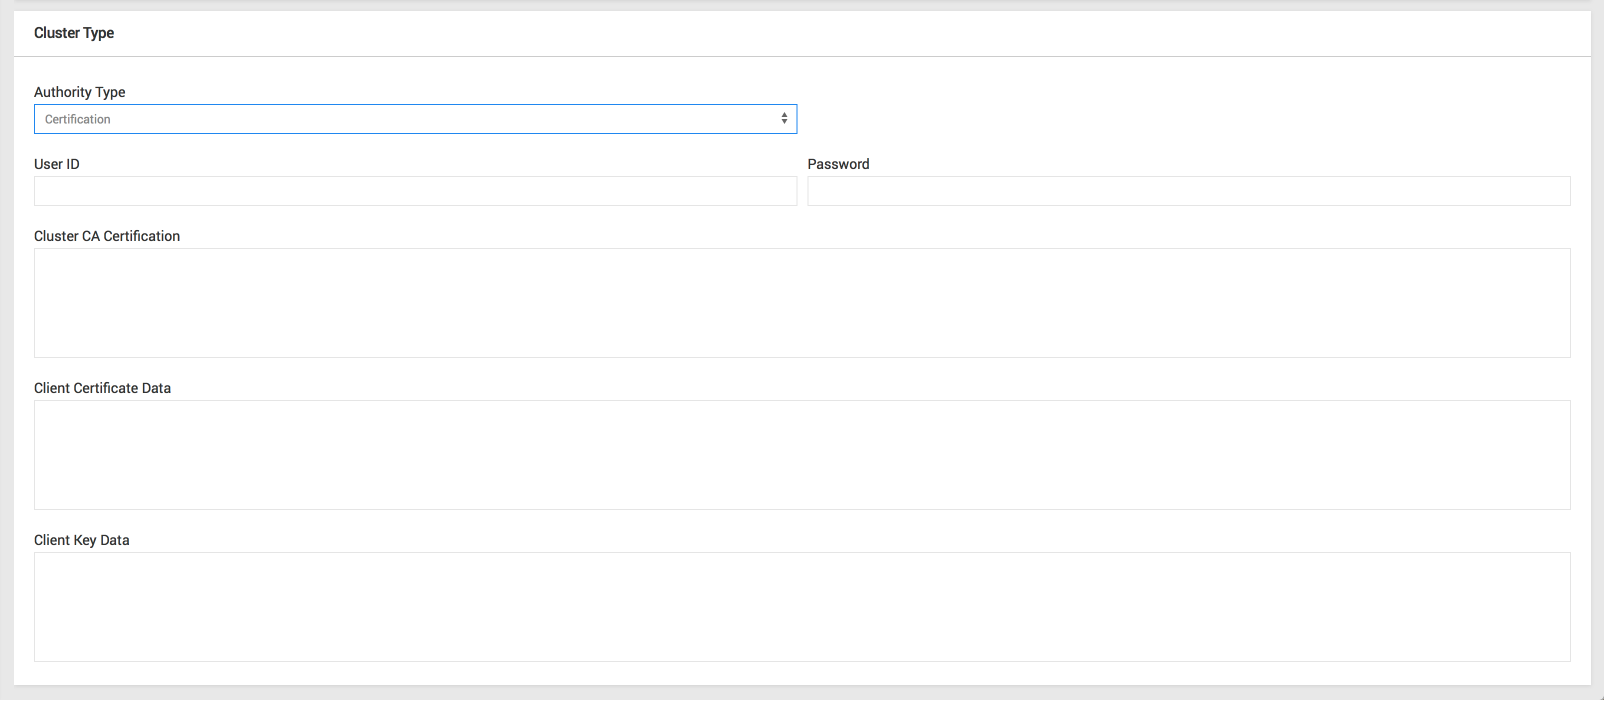 Cluster Type
Authority Type
Certification
User ID
Password
Cluster CA Certification
Client Certificate Data
Client Key Data